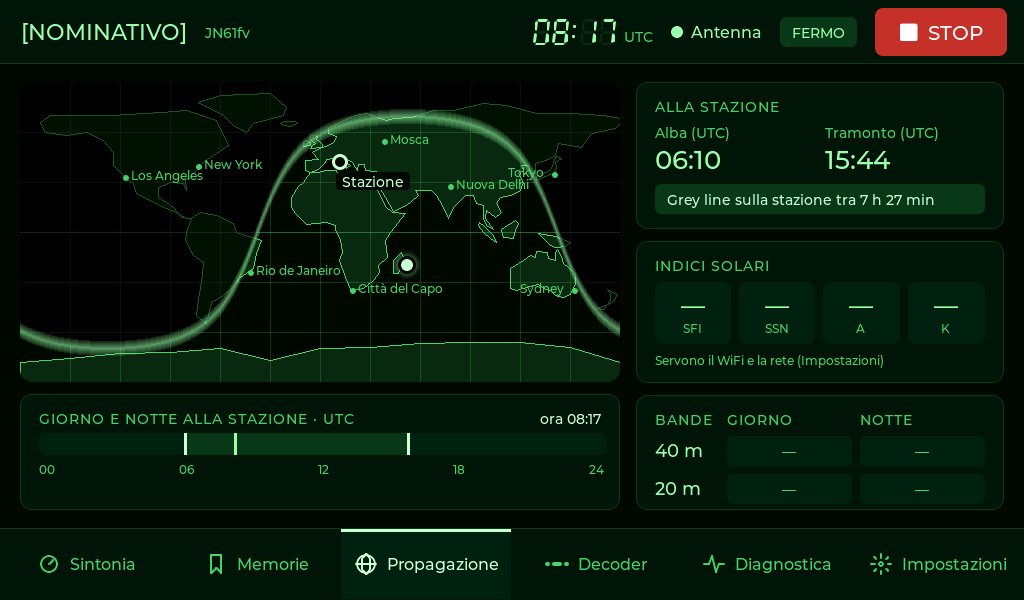 [NOMINATIVO] JN61fv 08:17 UTC Antenna FERMO STOP
Mosca
New York
Los Angeles
Tokyo
Nuova Delhi
Stazione
Rio de Janeiro
Città del Capo
Sydney
ALLA STAZIONE
Alba (UTC) Tramonto (UTC)
06:10 15:44
Grey line sulla stazione tra 7 h 27 min
INDICI SOLARI
— — — —
SFI SSN A K
Servono il WiFi e la rete (Impostazioni)
GIORNO E NOTTE ALLA STAZIONE · UTC ora 08:17
00 06 12 18 24
BANDE GIORNO NOTTE
40 m — —
20 m — —
Sintonia Memorie Propagazione Decoder Diagnostica Impostazioni